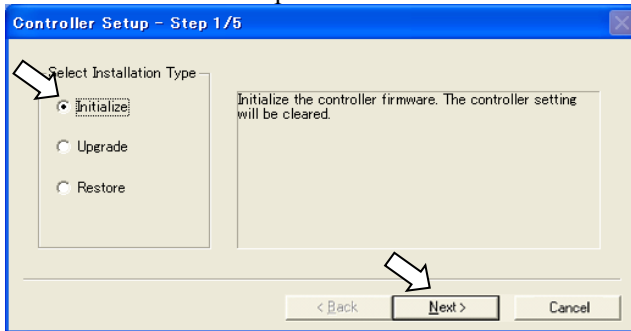 Controller Setup - Step 1/5
Select Installation Type
Initialize
Initialize the controller firmware. The controller setting
will be cleared.
Upgrade
Restore
< Back
Next >
Cancel